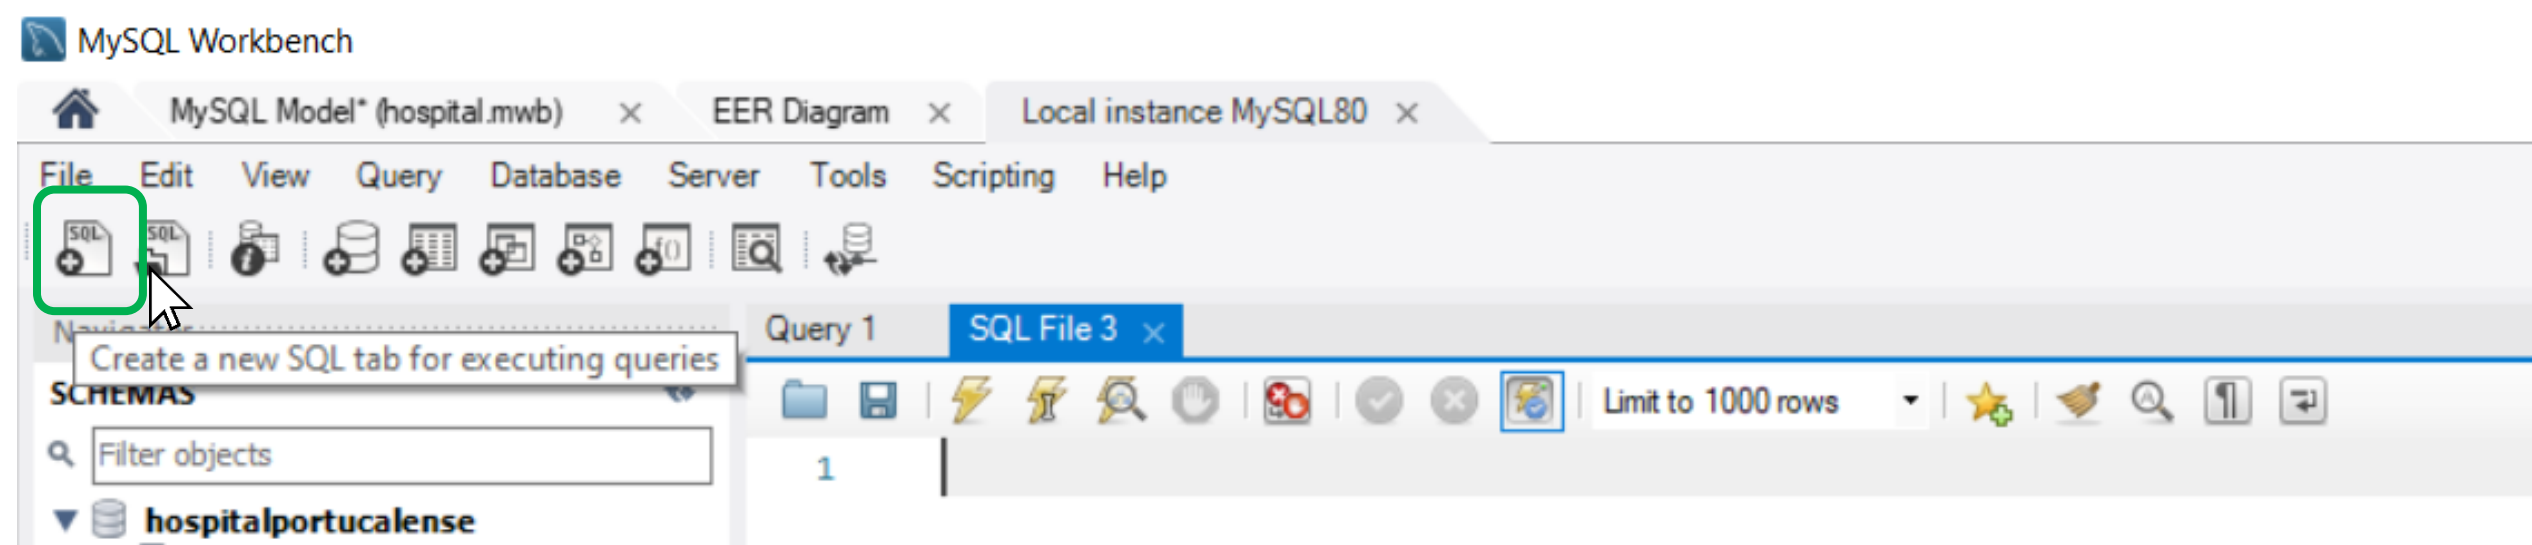 MySQL Workbench
MySQL Model* (hospital.mwb) EER Diagram Local instance MySQL80
File Edit View Query Database Server Tools Scripting Help
SQL SQL f()
Navigator Query 1 SQL File 3
Create a new SQL tab for executing queries
SCHEMAS Limit to 1000 rows
Filter objects 1
hospitalportucalense